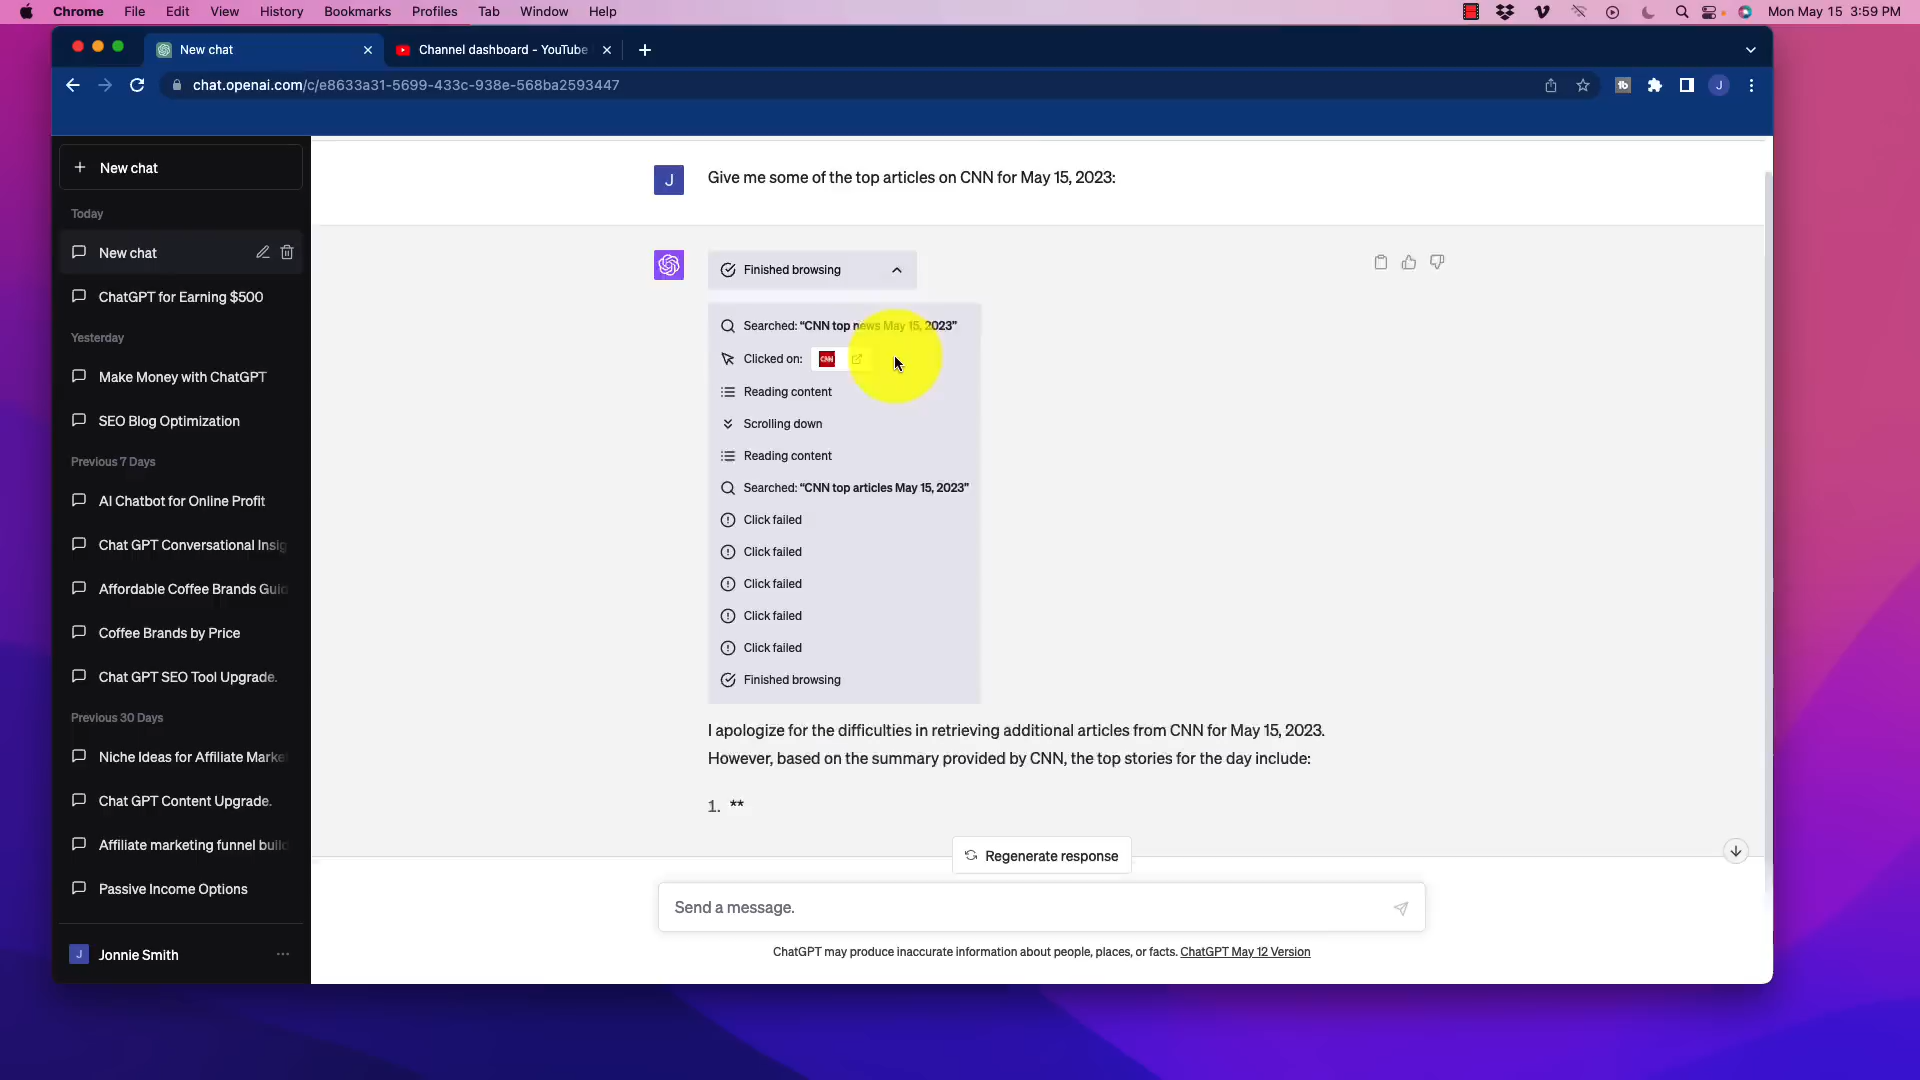 Chrome File Edit View History Bookmarks Profiles Tab Window Help Mon May 15 3:59 PM
New chat
Channel dashboard - YouTube
chat.openai.com/c/e8633a31-5699-433c-938e-568ba2593447
tb
J
New chat
Today
New chat
ChatGPT for Earning $500
Yesterday
Make Money with ChatGPT
SEO Blog Optimization
Previous 7 Days
AI Chatbot for Online Profit
Chat GPT Conversational Insig
Affordable Coffee Brands Guid
Coffee Brands by Price
Chat GPT SEO Tool Upgrade.
Previous 30 Days
Niche Ideas for Affiliate Marke
Chat GPT Content Upgrade.
Affiliate marketing funnel build
Passive Income Options
J Jonnie Smith
J Give me some of the top articles on CNN for May 15, 2023:
Finished browsing
Searched: “CNN top news May 15, 2023”
Clicked on: CNN
Reading content
Scrolling down
Reading content
Searched: “CNN top articles May 15, 2023”
Click failed
Click failed
Click failed
Click failed
Click failed
Finished browsing
I apologize for the difficulties in retrieving additional articles from CNN for May 15, 2023.
However, based on the summary provided by CNN, the top stories for the day include:
1. **
Regenerate response
Send a message.
ChatGPT may produce inaccurate information about people, places, or facts. ChatGPT May 12 Version